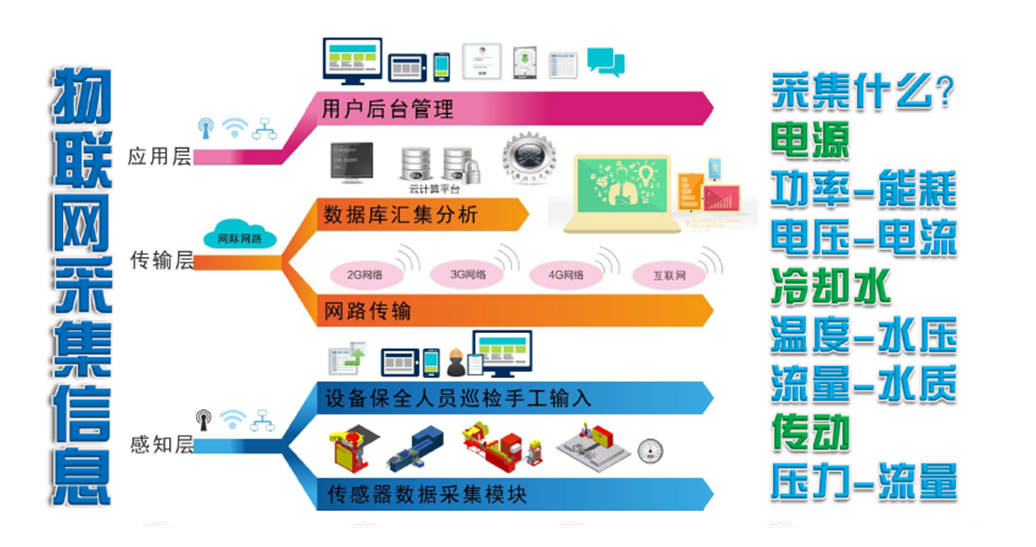 物联网采集信息
用户后台管理
应用层
云计算平台
数据库汇集分析
网际网路
传输层
2G网络
3G网络
4G网络
互联网
网路传输
设备保全人员巡检手工输入
感知层
传感器数据采集模块
采集什么?
电源
功率-能耗
电压-电流
冷却水
温度-水压
流量-水质
传动
压力-流量